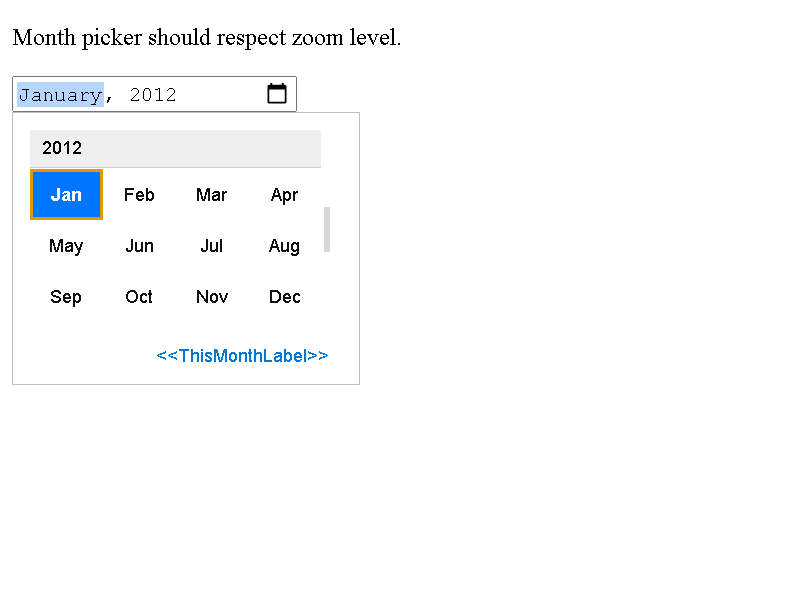 Month picker should respect zoom level.
January, 2012
2012
Jan Feb Mar Apr
May Jun Jul Aug
Sep Oct Nov Dec
<<ThisMonthLabel>>